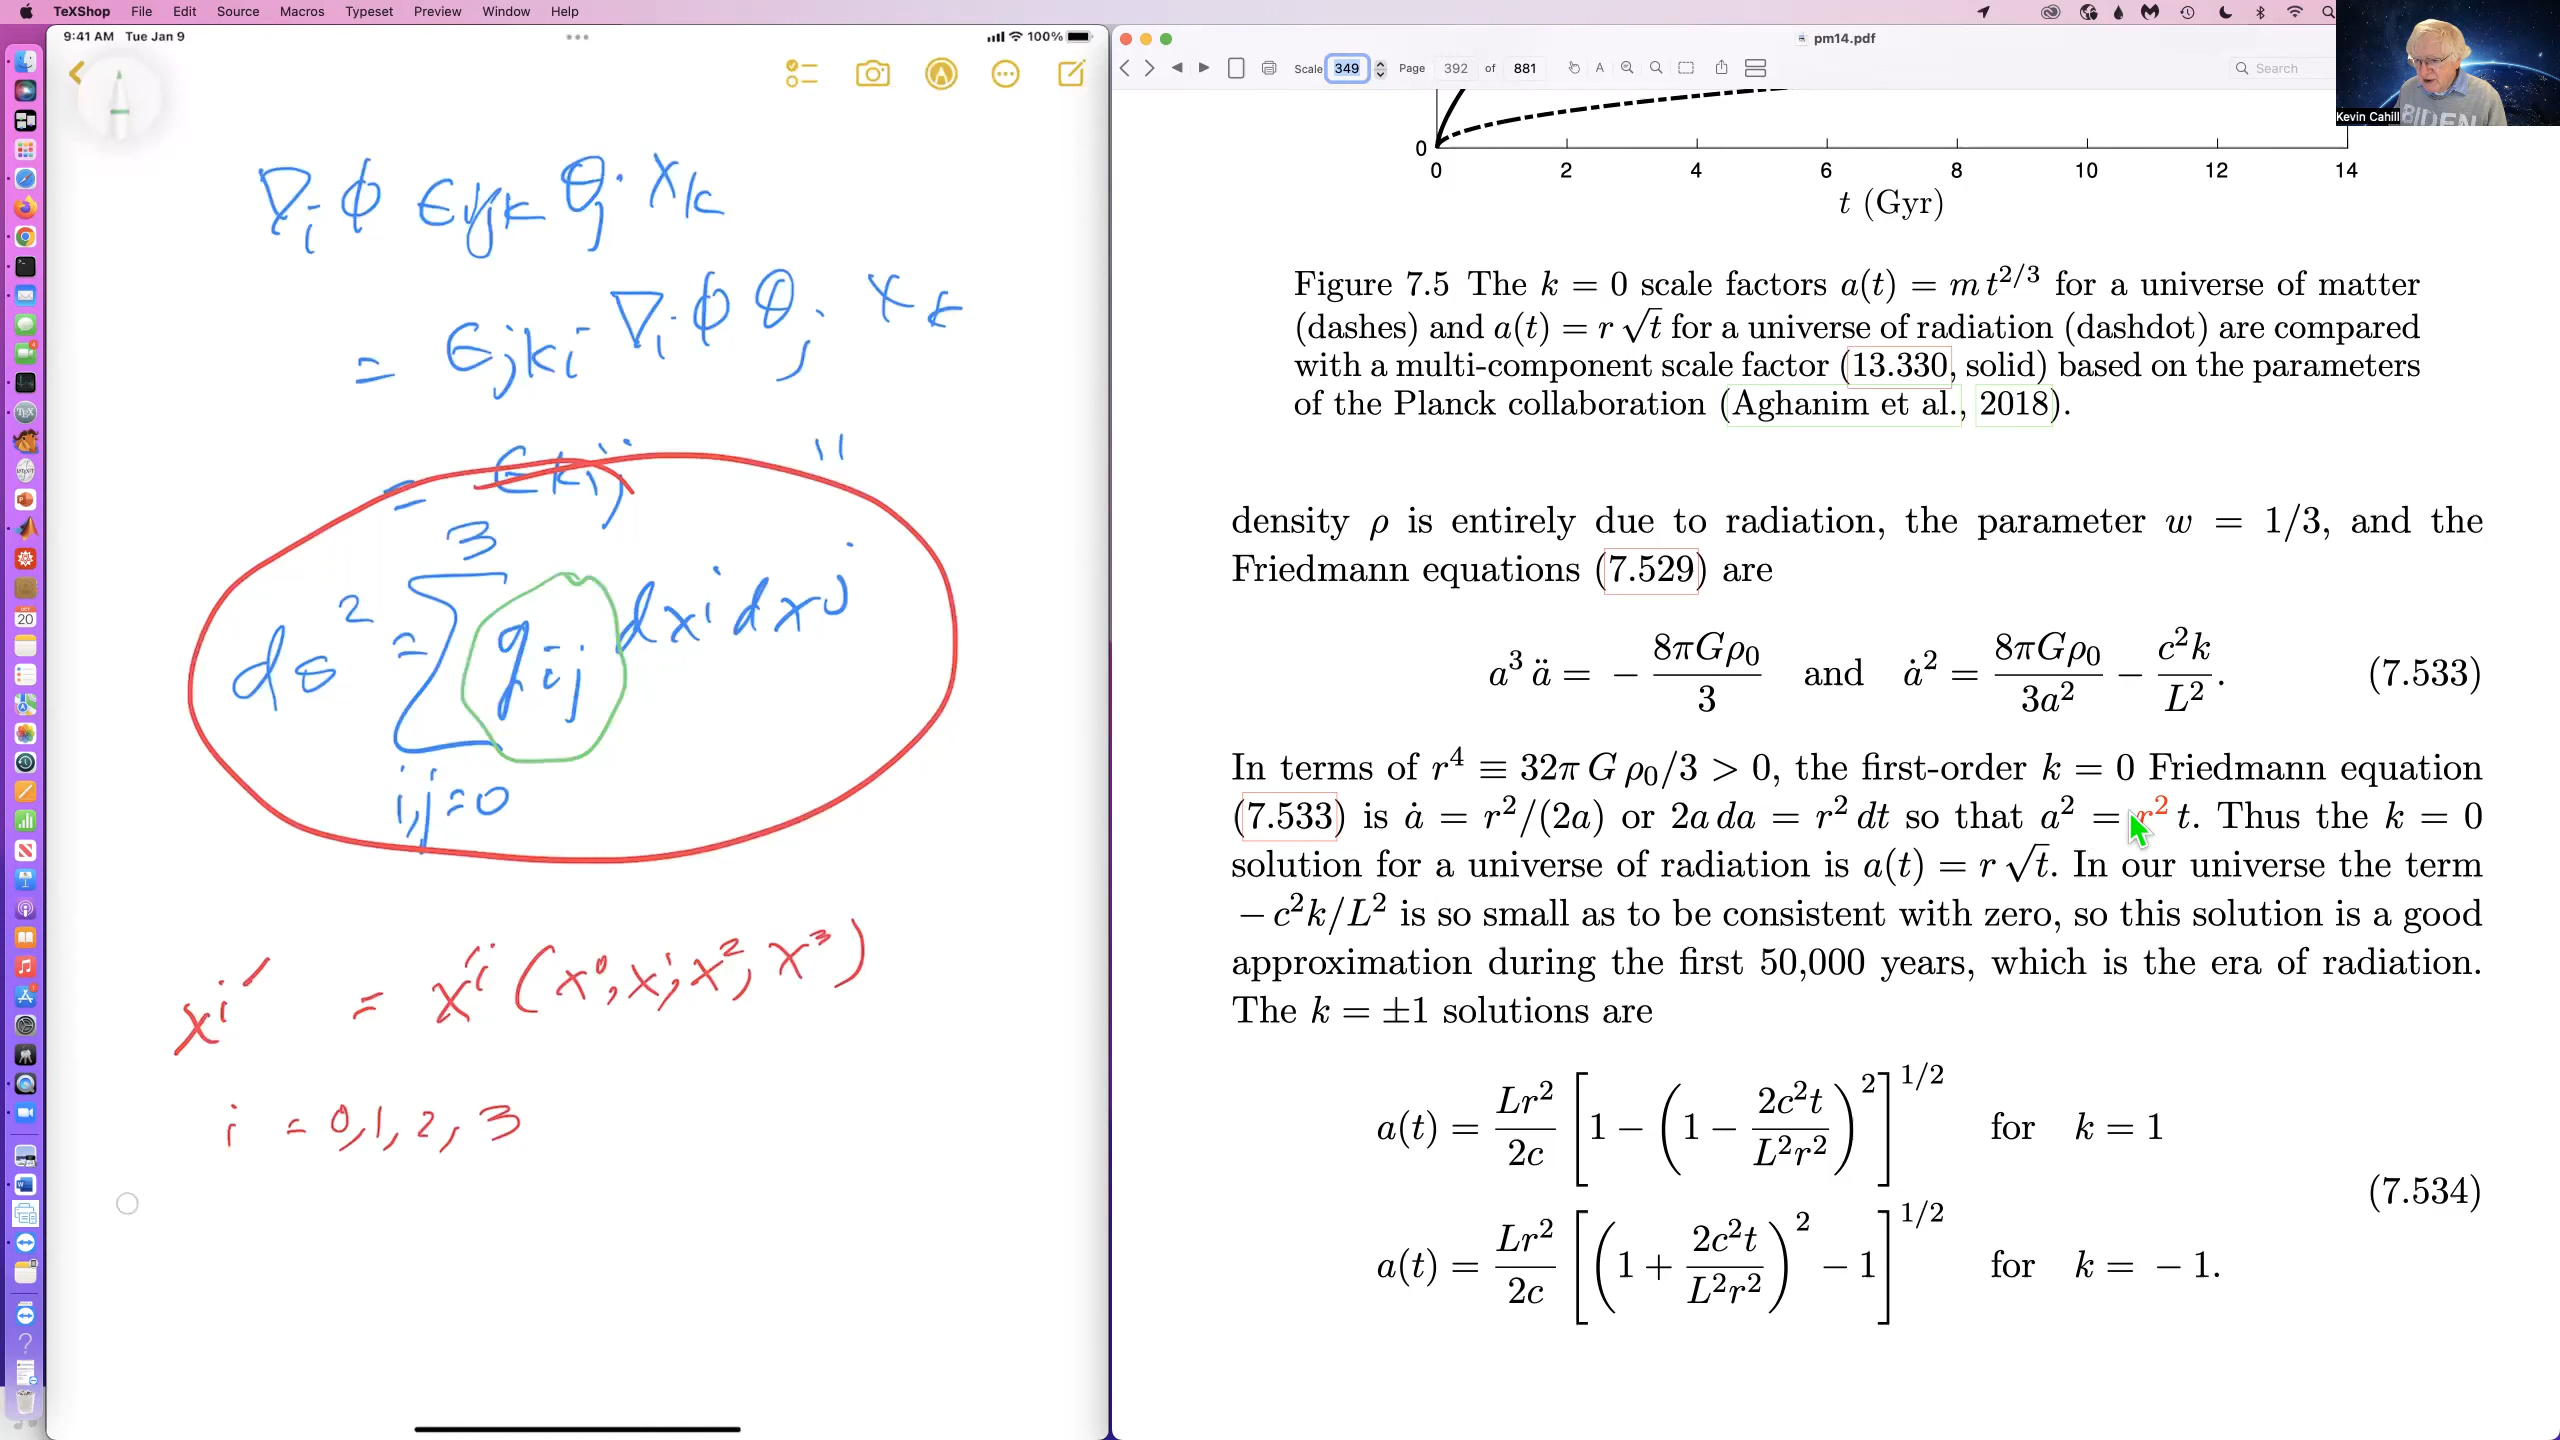 TeXShop File Edit Source Macros Typeset Preview Window Help
9:41 AM Tue Jan 9
100%
∇ᵢ ϕ ϵᵢⱼₖ θⱼ xₖ
= ϵⱼₖᵢ ∇ᵢ ϕ θⱼ xₖ
= ϵₖᵢⱼ "
ds² = ∑ g_{ij} dx^i dx^j
3
i,j=0
x^{i}′ = x′^i (x⁰, x¹, x², x³)
i = 0, 1, 2, 3
pm14.pdf
Scale 349 Page 392 of 881 Search
Kevin Cahill
BIDEN
0
0 2 4 6 8 10 12 14
t (Gyr)
Figure 7.5 The k = 0 scale factors a(t) = m t^{2/3} for a universe of matter
(dashes) and a(t) = r √t for a universe of radiation (dashdot) are compared
with a multi-component scale factor (13.330, solid) based on the parameters
of the Planck collaboration (Aghanim et al., 2018).
density ρ is entirely due to radiation, the parameter w = 1/3, and the
Friedmann equations (7.529) are
a³ ä = − 8πGρ₀/3 and ȧ² = 8πGρ₀/3a² − c²k/L². (7.533)
In terms of r⁴ ≡ 32π G ρ₀/3 > 0, the first-order k = 0 Friedmann equation
(7.533) is ȧ = r²/(2a) or 2a da = r² dt so that a² = r² t. Thus the k = 0
solution for a universe of radiation is a(t) = r √t. In our universe the term
− c²k/L² is so small as to be consistent with zero, so this solution is a good
approximation during the first 50,000 years, which is the era of radiation.
The k = ±1 solutions are
a(t) = Lr²/2c [1 − (1 − 2c²t/L²r²)²]^{1/2} for k = 1
(7.534)
a(t) = Lr²/2c [(1 + 2c²t/L²r²)² − 1]^{1/2} for k = − 1.